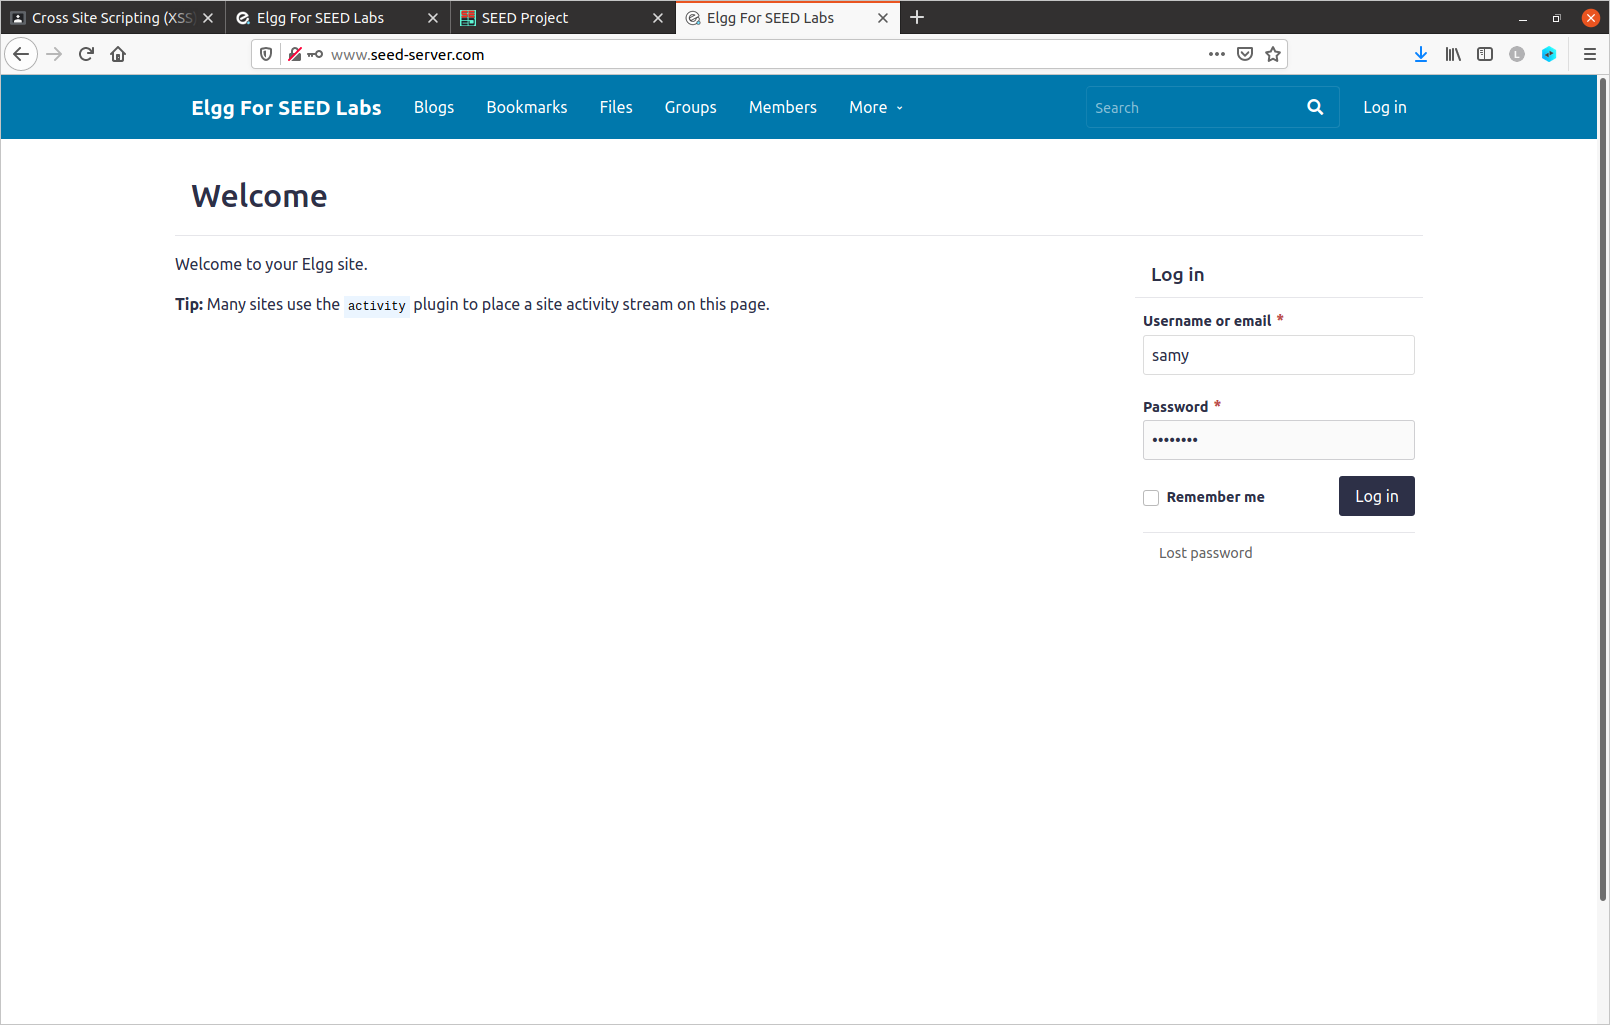 Cross Site Scripting (XSS)
Elgg For SEED Labs
SEED Project
Elgg For SEED Labs
www.seed-server.com
L
Elgg For SEED Labs Blogs Bookmarks Files Groups Members More Search Log in
Welcome
Welcome to your Elgg site.
Tip: Many sites use the activity plugin to place a site activity stream on this page.
Log in
Username or email *
samy
Password *
••••••••
Remember me Log in
Lost password